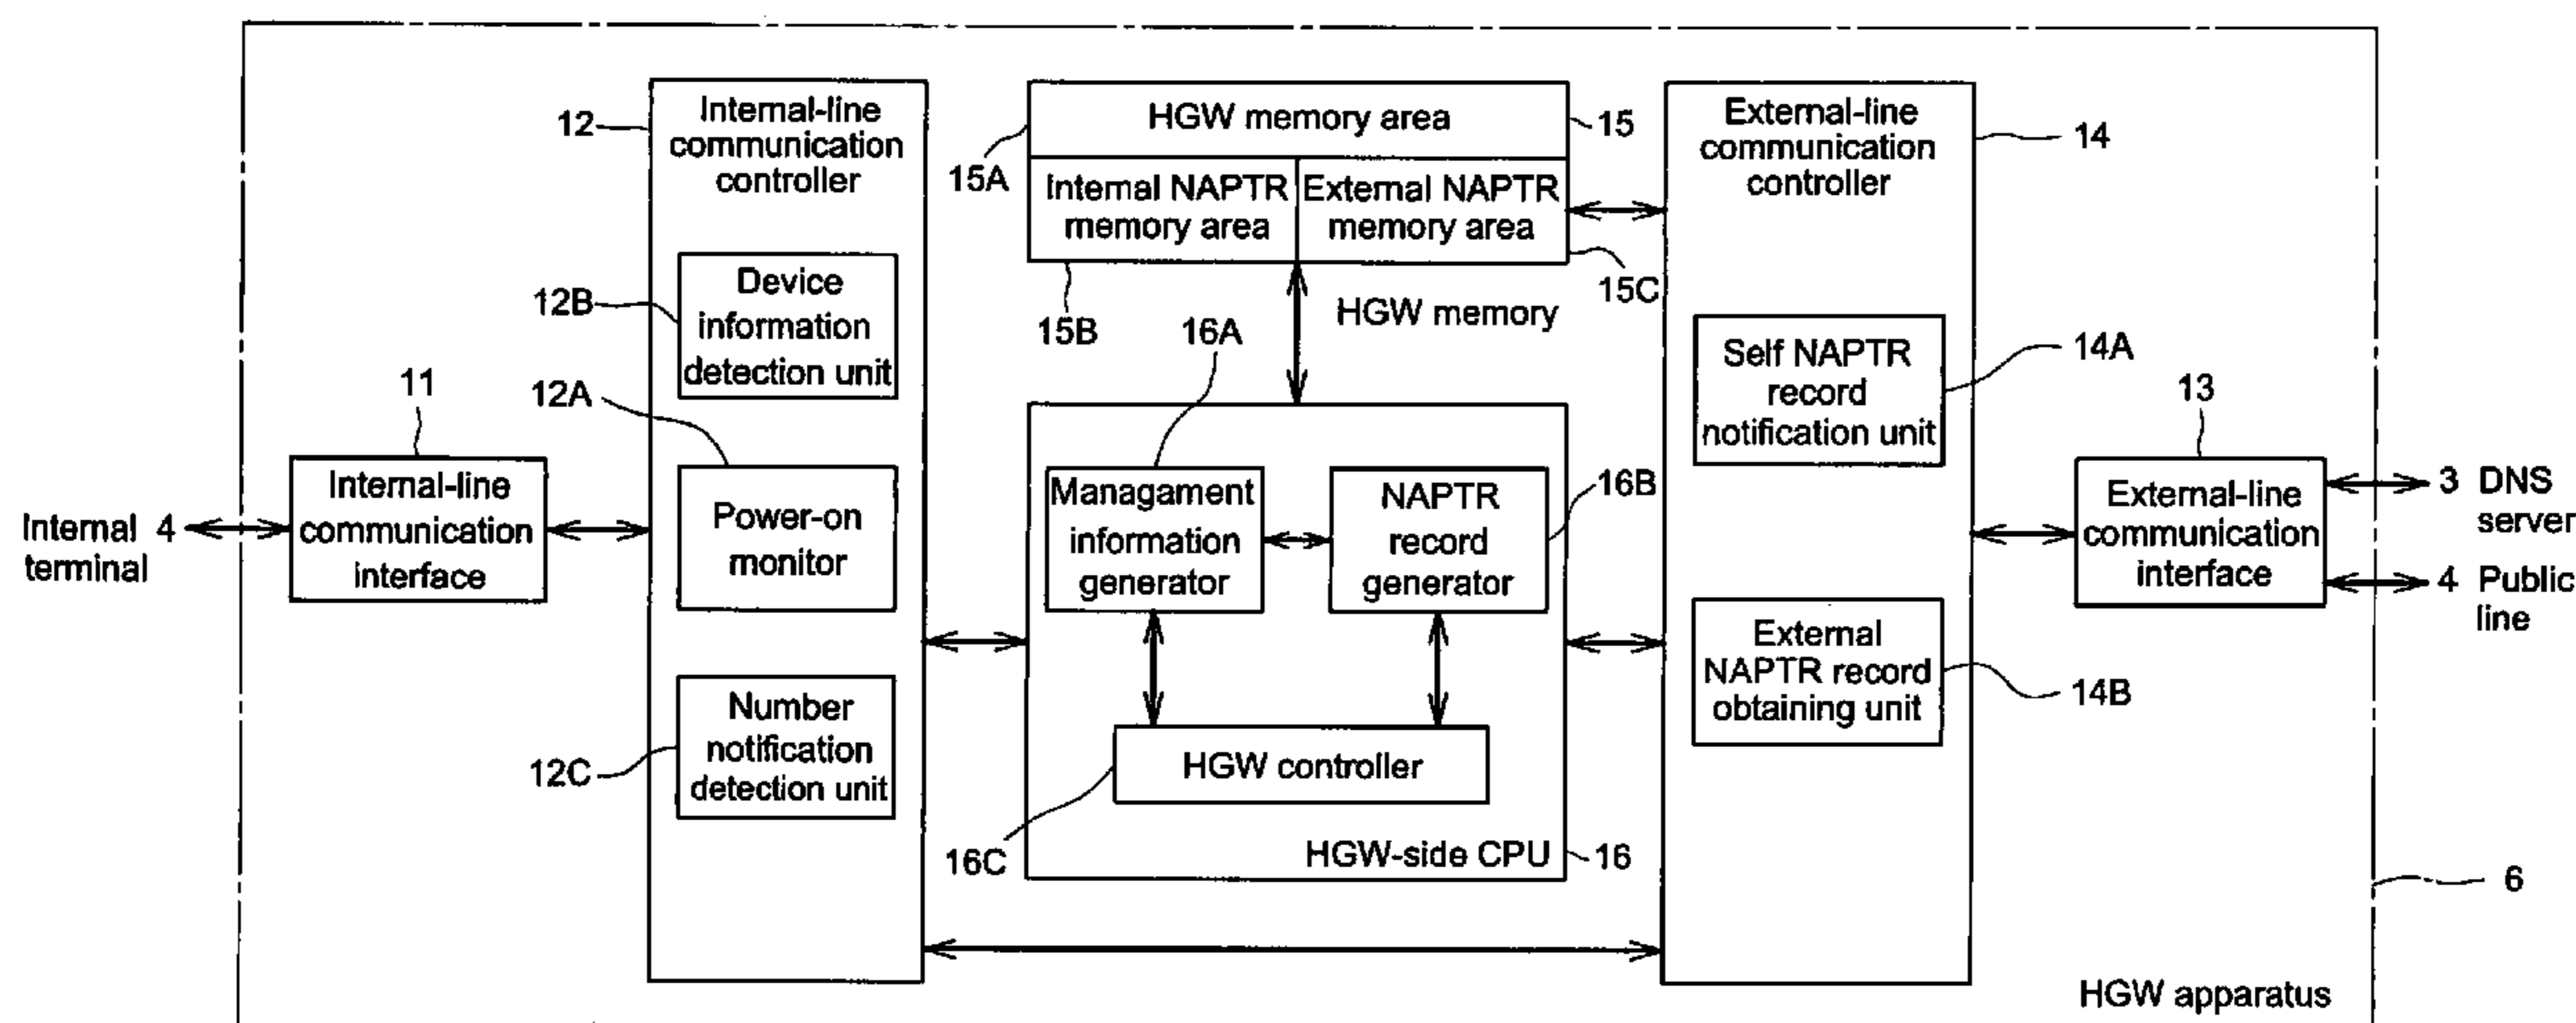 Internal 4
terminal
11
Internal-line
communication
interface
12
Internal-line
communication
controller
12B
Device
information
detection unit
12A
Power-on
monitor
12C
Number
notification
detection unit
HGW memory area
15
15A
Internal NAPTR
memory area
External NAPTR
memory area
15B
15C
HGW memory
16A
Managament
information
generator
NAPTR
record
generator
16B
HGW controller
16C
HGW-side CPU
16
External-line
communication
controller
14
Self NAPTR
record
notification unit
14A
External
NAPTR record
obtaining unit
14B
13
External-line
communication
interface
3 DNS
server
4 Public
line
6
HGW apparatus